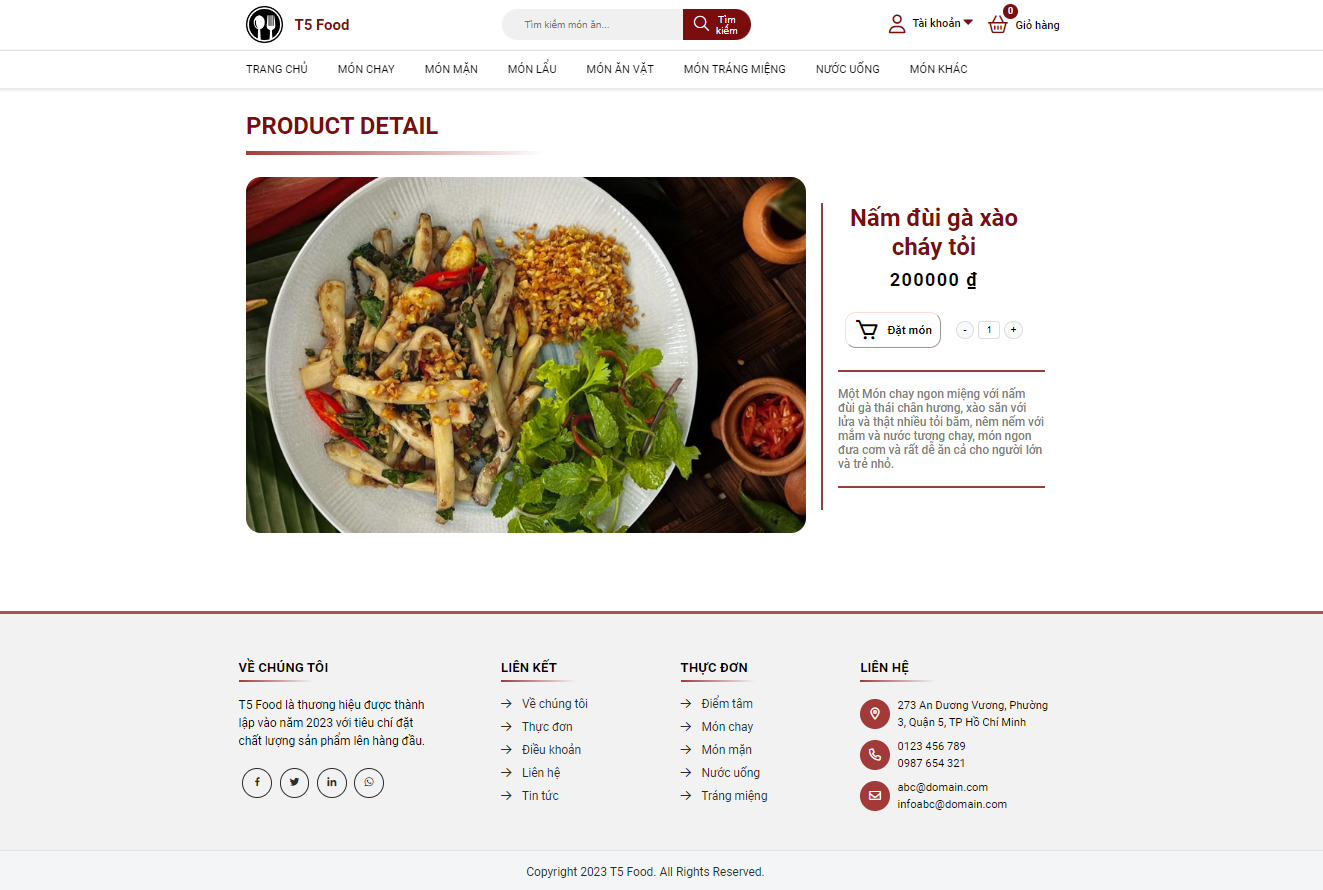 T5 Food
Tìm kiếm món ăn...
Tìm
kiếm
Tài khoản
0
Giỏ hàng
TRANG CHỦ
MÓN CHAY
MÓN MẶN
MÓN LẨU
MÓN ĂN VẶT
MÓN TRÁNG MIỆNG
NƯỚC UỐNG
MÓN KHÁC
PRODUCT DETAIL
Nấm đùi gà xào
cháy tỏi
200000 ₫
Đặt món
- 1 +
Một Món chay ngon miệng với nấm
đùi gà thái chân hương, xào săn với
lửa và thật nhiều tỏi băm, nêm nếm với
mắm và nước tương chay, món ngon
đưa cơm và rất dễ ăn cả cho người lớn
và trẻ nhỏ.
VỀ CHÚNG TÔI
T5 Food là thương hiệu được thành
lập vào năm 2023 với tiêu chí đặt
chất lượng sản phẩm lên hàng đầu.
LIÊN KẾT
Về chúng tôi
Thực đơn
Điều khoản
Liên hệ
Tin tức
THỰC ĐƠN
Điểm tâm
Món chay
Món mặn
Nước uống
Tráng miệng
LIÊN HỆ
273 An Dương Vương, Phường
3, Quận 5, TP Hồ Chí Minh
0123 456 789
0987 654 321
abc@domain.com
infoabc@domain.com
Copyright 2023 T5 Food. All Rights Reserved.